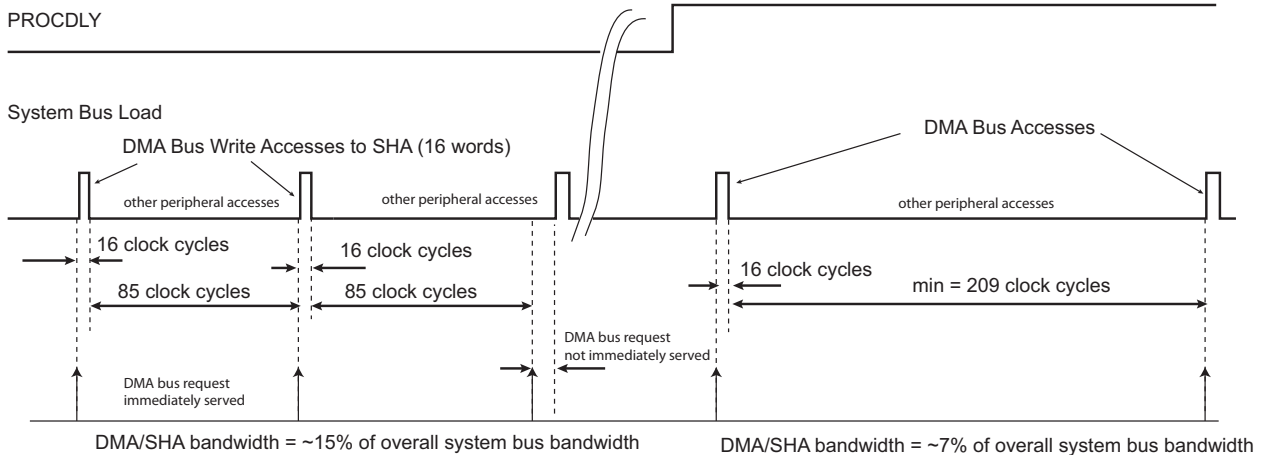 PROCDLY
System Bus Load
DMA Bus Accesses
DMA Bus Write Accesses to SHA (16 words)
other peripheral accesses
other peripheral accesses
other peripheral accesses
16 clock cycles
16 clock cycles
16 clock cycles
85 clock cycles
85 clock cycles
min = 209 clock cycles
DMA bus request
not immediately served
DMA bus request
immediately served
DMA/SHA bandwidth = ~15% of overall system bus bandwidth
DMA/SHA bandwidth = ~7% of overall system bus bandwidth